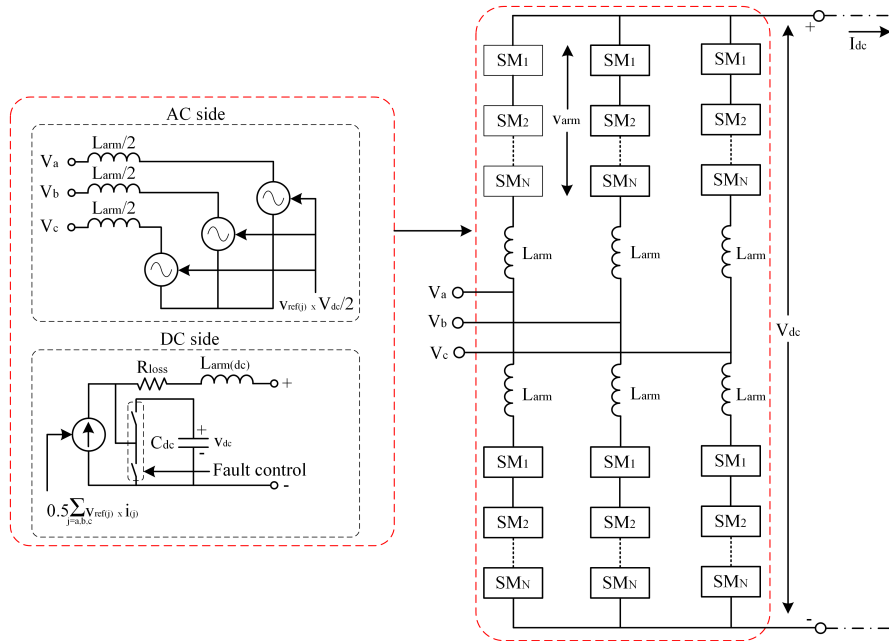 AC side
Larm/2
Va
Larm/2
Vb
Larm/2
Vc
vref(j) x Vdc/2
DC side
Rloss
Larm(dc)
+
Cdc
+
vdc
-
Fault control
-
0.5∑vref(j) x i(j)
j=a,b,c
+
Idc
SM1
SM1
SM1
varm
SM2
SM2
SM2
SMN
SMN
SMN
Larm
Larm
Larm
Va
Vb
Vc
Vdc
Larm
Larm
Larm
SM1
SM1
SM1
SM2
SM2
SM2
SMN
SMN
SMN
-